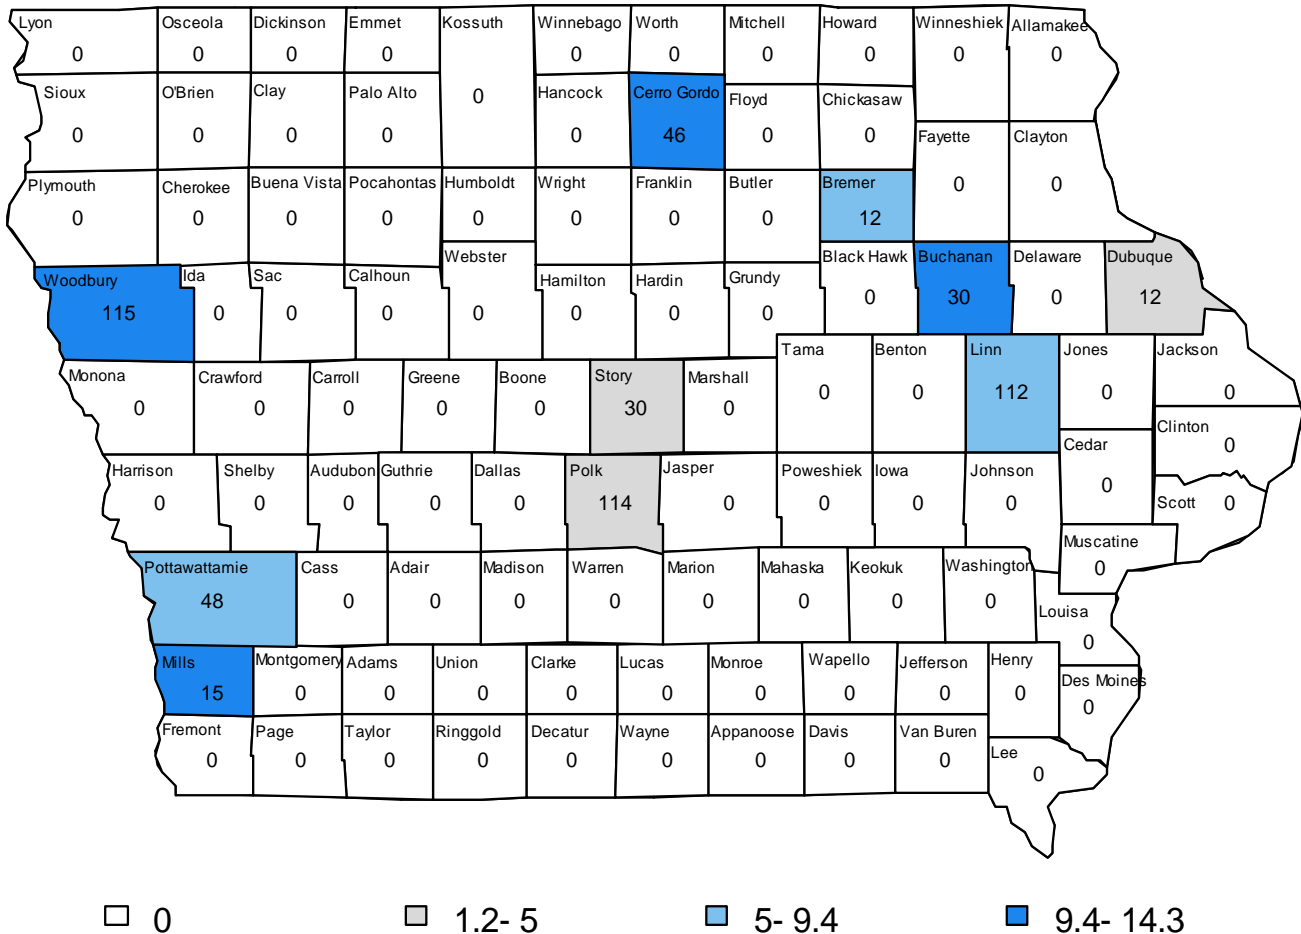 Lyon Osceola Dickinson Emmet Kossuth Winnebago Worth Mitchell Howard Winneshiek Allamakee
0 0 0 0 0 0 0 0 0 0
Sioux O'Brien Clay Palo Alto 0 Hancock Cerro Gordo Floyd Chickasaw
0 0 0 0 0 46 0 0
Fayette Clayton
0 0
Plymouth Cherokee Buena Vista Pocahontas Humboldt Wright Franklin Butler Bremer
0 0 0 0 0 0 0 0 12
Woodbury Ida Sac Calhoun Webster Hamilton Hardin Grundy Black Hawk Buchanan Delaware Dubuque
115 0 0 0 0 0 0 0 0 30 0 12
Monona Crawford Carroll Greene Boone Story Marshall Tama Benton Linn Jones Jackson
0 0 0 0 0 30 0 0 0 112 0 0
Clinton
0
Harrison Shelby Audubon Guthrie Dallas Polk Jasper Poweshiek Iowa Johnson Cedar
0 0 0 0 0 114 0 0 0 0 0
Scott 0
Muscatine
0
Pottawattamie Cass Adair Madison Warren Marion Mahaska Keokuk Washington
48 0 0 0 0 0 0 0 0
Louisa
0
Mills Montgomery Adams Union Clarke Lucas Monroe Wapello Jefferson Henry Des Moines
15 0 0 0 0 0 0 0 0 0 0
Fremont Page Taylor Ringgold Decatur Wayne Appanoose Davis Van Buren Lee
0 0 0 0 0 0 0 0 0 0
0 1.2- 5 5- 9.4 9.4- 14.3